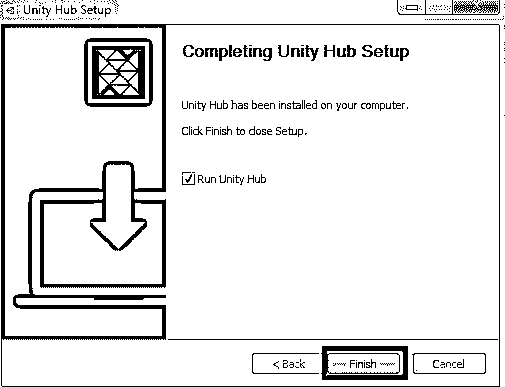 Unity Hub Setup
Completing Unity Hub Setup
Unity Hub has been installed on your computer.
Click Finish to close Setup.
Run Unity Hub
< Back Finish Cancel